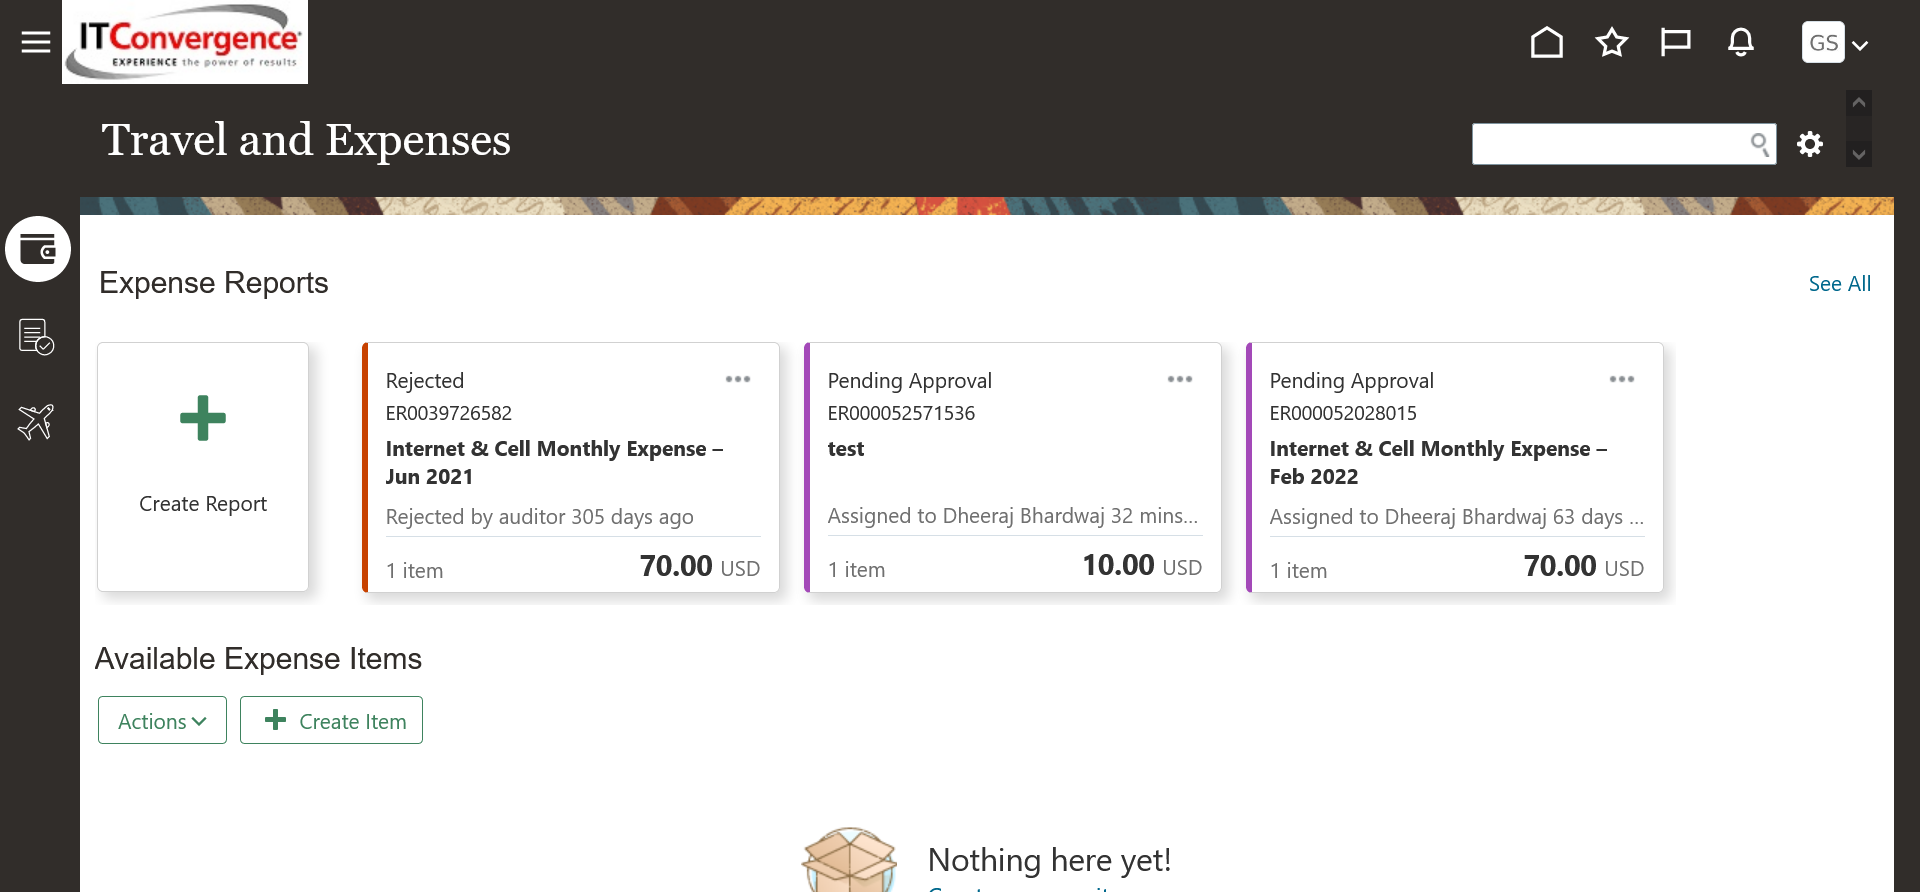 ITConvergence
EXPERIENCE the power of results
GS
Travel and Expenses
Expense Reports
See All
Create Report
Rejected
ER0039726582
Internet & Cell Monthly Expense –
Jun 2021
Rejected by auditor 305 days ago
1 item 70.00 USD
Pending Approval
ER000052571536
test
Assigned to Dheeraj Bhardwaj 32 mins...
1 item 10.00 USD
Pending Approval
ER000052028015
Internet & Cell Monthly Expense –
Feb 2022
Assigned to Dheeraj Bhardwaj 63 days ...
1 item 70.00 USD
Available Expense Items
Actions
Create Item
Nothing here yet!